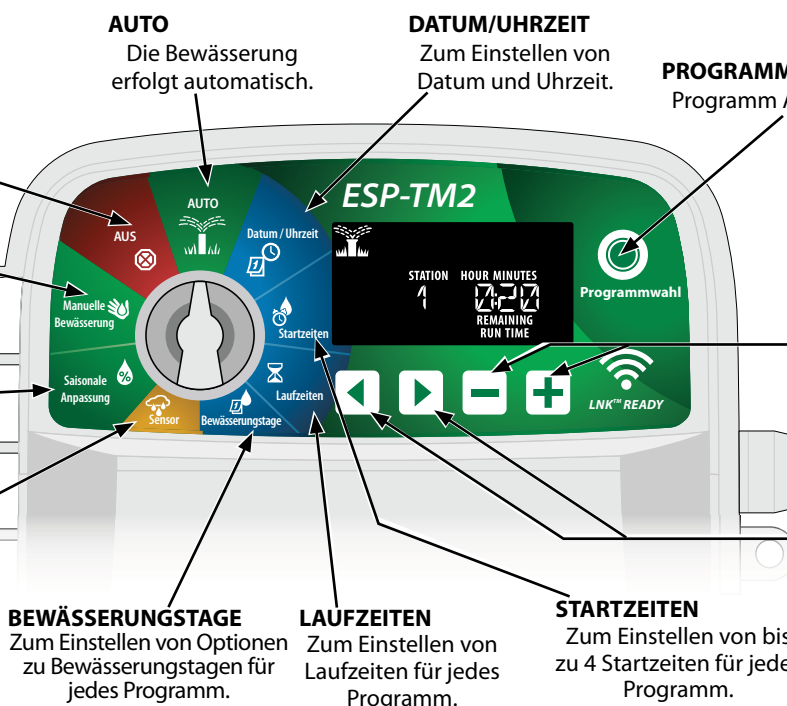 AUTO
Die Bewässerung
erfolgt automatisch.
DATUM/UHRZEIT
Zum Einstellen von
Datum und Uhrzeit.
PROGRAMM
Programm A
ESP-TM2
AUTO
AUS
Datum / Uhrzeit
Manuelle
Bewässerung
Startzeiten
Saisonale
Anpassung
%
Laufzeiten
Sensor
Bewässerungstage
STATION HOUR MINUTES
1 0:20
REMAINING
RUN TIME
Programmwahl
LNK™ READY
BEWÄSSERUNGSTAGE
Zum Einstellen von Optionen
zu Bewässerungstagen für
jedes Programm.
LAUFZEITEN
Zum Einstellen von
Laufzeiten für jedes
Programm.
STARTZEITEN
Zum Einstellen von bis
zu 4 Startzeiten für jede
Programm.